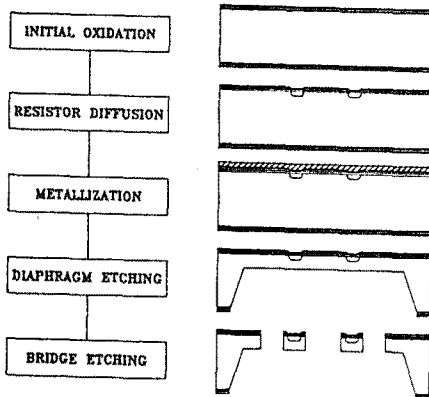 INITIAL OXIDATION
RESISTOR DIFFUSION
METALLIZATION
DIAPHRAGM ETCHING
BRIDGE ETCHING